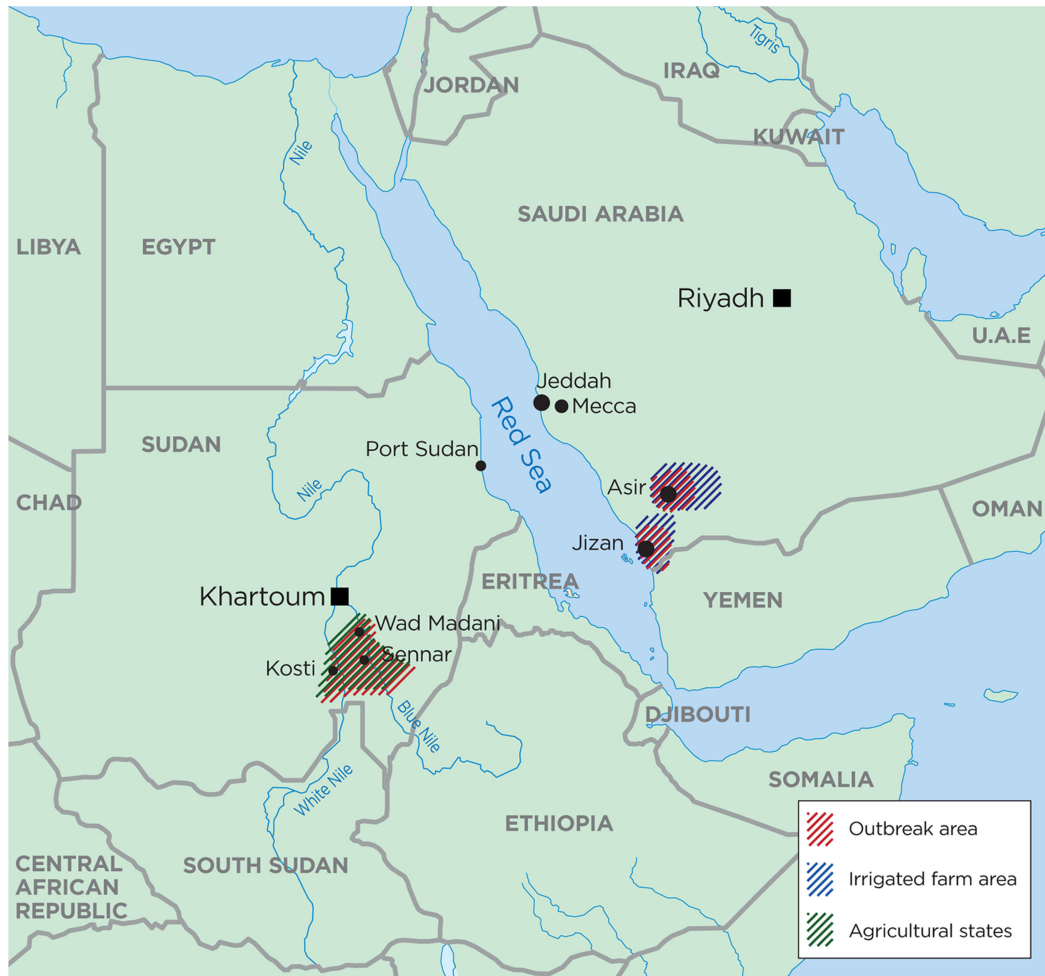 Tigris
IRAQ
JORDAN
KUWAIT
Nile
SAUDI ARABIA
LIBYA
EGYPT
Riyadh
U.A.E
Jeddah
Mecca
Red Sea
SUDAN
Port Sudan
Asir
Nile
CHAD
OMAN
Jizan
ERITREA
Khartoum
YEMEN
Wad Madani
Sennar
Kosti
Blue Nile
DJIBOUTI
White Nile
SOMALIA
ETHIOPIA
SOUTH SUDAN
CENTRAL
AFRICAN
REPUBLIC
Outbreak area
Irrigated farm area
Agricultural states